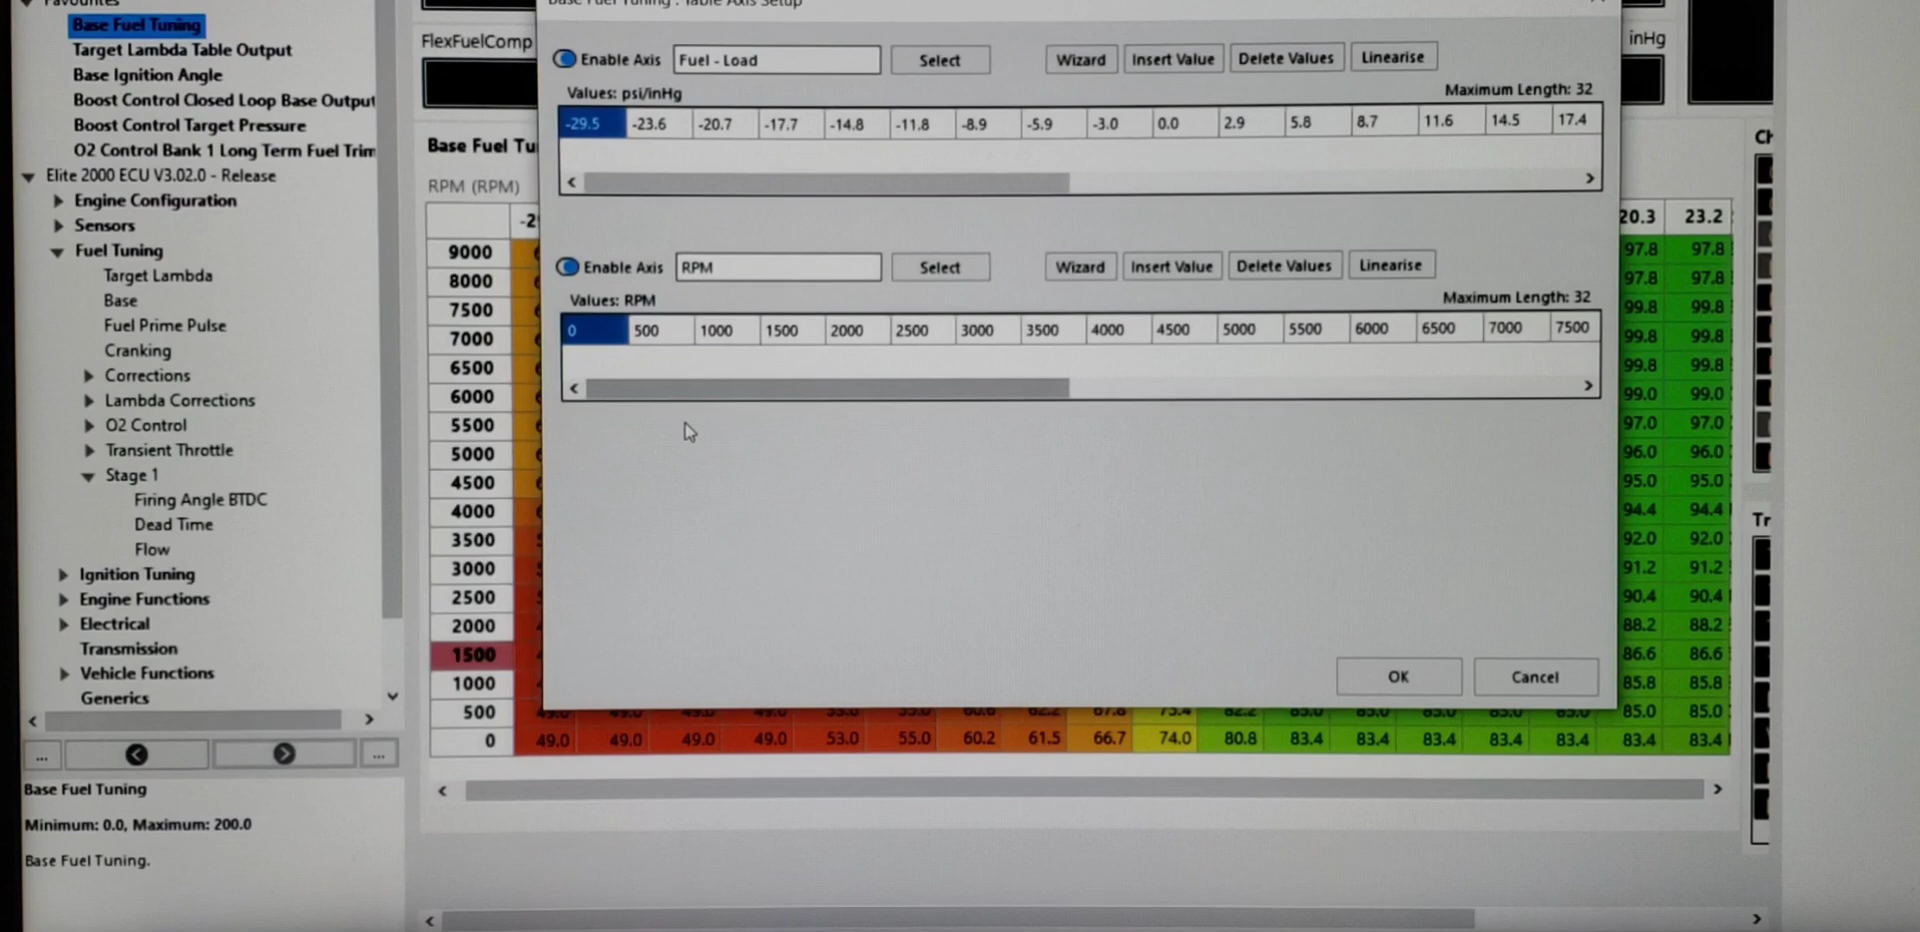 Favourites
Base Fuel Tuning
Target Lambda Table Output
Base Ignition Angle
Boost Control Closed Loop Base Output
Boost Control Target Pressure
O2 Control Bank 1 Long Term Fuel Trim
Elite 2000 ECU V3.02.0 - Release
Engine Configuration
Sensors
Fuel Tuning
Target Lambda
Base
Fuel Prime Pulse
Cranking
Corrections
Lambda Corrections
O2 Control
Transient Throttle
Stage 1
Firing Angle BTDC
Dead Time
Flow
Ignition Tuning
Engine Functions
Electrical
Transmission
Vehicle Functions
Generics
... ...
Base Fuel Tuning
Minimum: 0.0, Maximum: 200.0
Base Fuel Tuning.
FlexFuelComp
inHg
Base Fuel Tu
RPM (RPM)
Base Fuel Tuning : Table Axis Setup
Enable Axis Fuel - Load Select Wizard Insert Value Delete Values Linearise
Values: psi/inHg Maximum Length: 32
-29.5 -23.6 -20.7 -17.7 -14.8 -11.8 -8.9 -5.9 -3.0 0.0 2.9 5.8 8.7 11.6 14.5 17.4
Enable Axis RPM Select Wizard Insert Value Delete Values Linearise
Values: RPM Maximum Length: 32
0 500 1000 1500 2000 2500 3000 3500 4000 4500 5000 5500 6000 6500 7000 7500
OK Cancel
-2 20.3 23.2
9000 97.8 97.8
8000 97.8 97.8
7500 99.8 99.8
7000 99.8 99.8
6500 99.8 99.8
6000 99.0 99.0
5500 97.0 97.0
5000 96.0 96.0
4500 95.0 95.0
4000 94.4 94.4
3500 92.0 92.0
3000 91.2 91.2
2500 90.4 90.4
2000 88.2 88.2
1500 86.6 86.6
1000 85.8 85.8
500 85.0 85.0
0 49.0 49.0 49.0 49.0 53.0 55.0 60.2 61.5 66.7 74.0 80.8 83.4 83.4 83.4 83.4 83.4 83.4 83.4
Ch
Tr